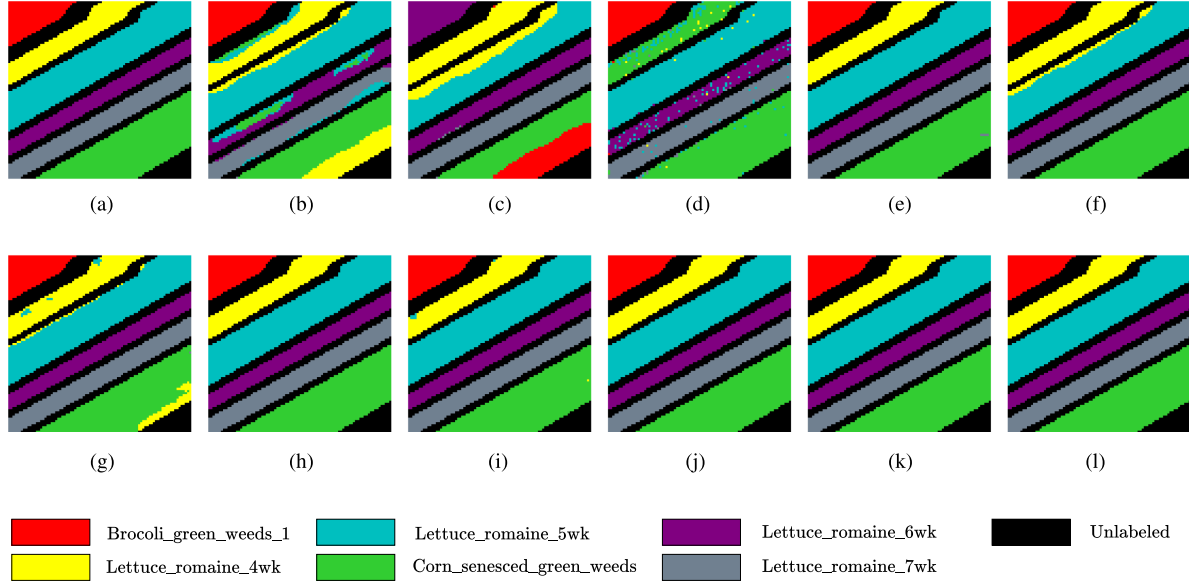 (a) (b) (c) (d) (e) (f)
(g) (h) (i) (j) (k) (l)
Brocoli_green_weeds_1 Lettuce_romaine_5wk Lettuce_romaine_6wk Unlabeled
Lettuce_romaine_4wk Corn_senesced_green_weeds Lettuce_romaine_7wk